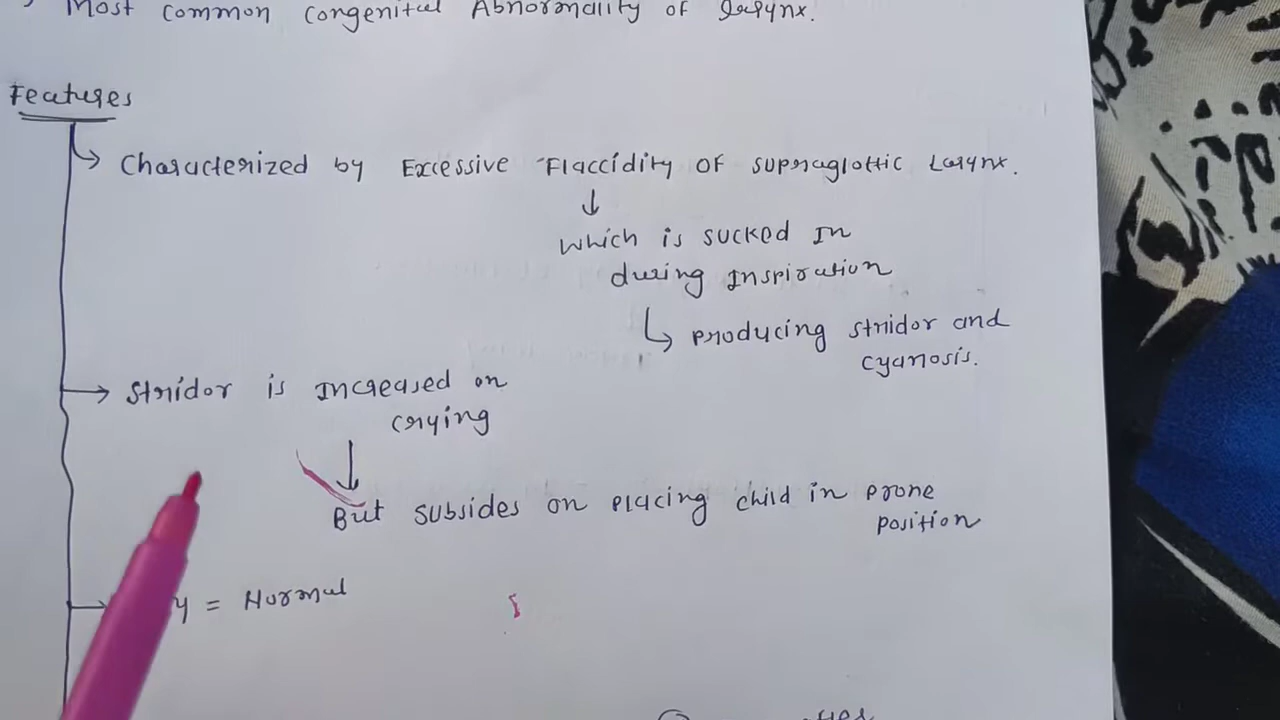 Most Common Congenital Abnormality of larynx.
Features
Characterized by Excessive Flaccidity Of supraglottic Larynx.
which is sucked In
during Inspiration
producing stridor and
cyanosis.
Stridor is Increased on
crying
But subsides on placing child in prone
position
= Normal